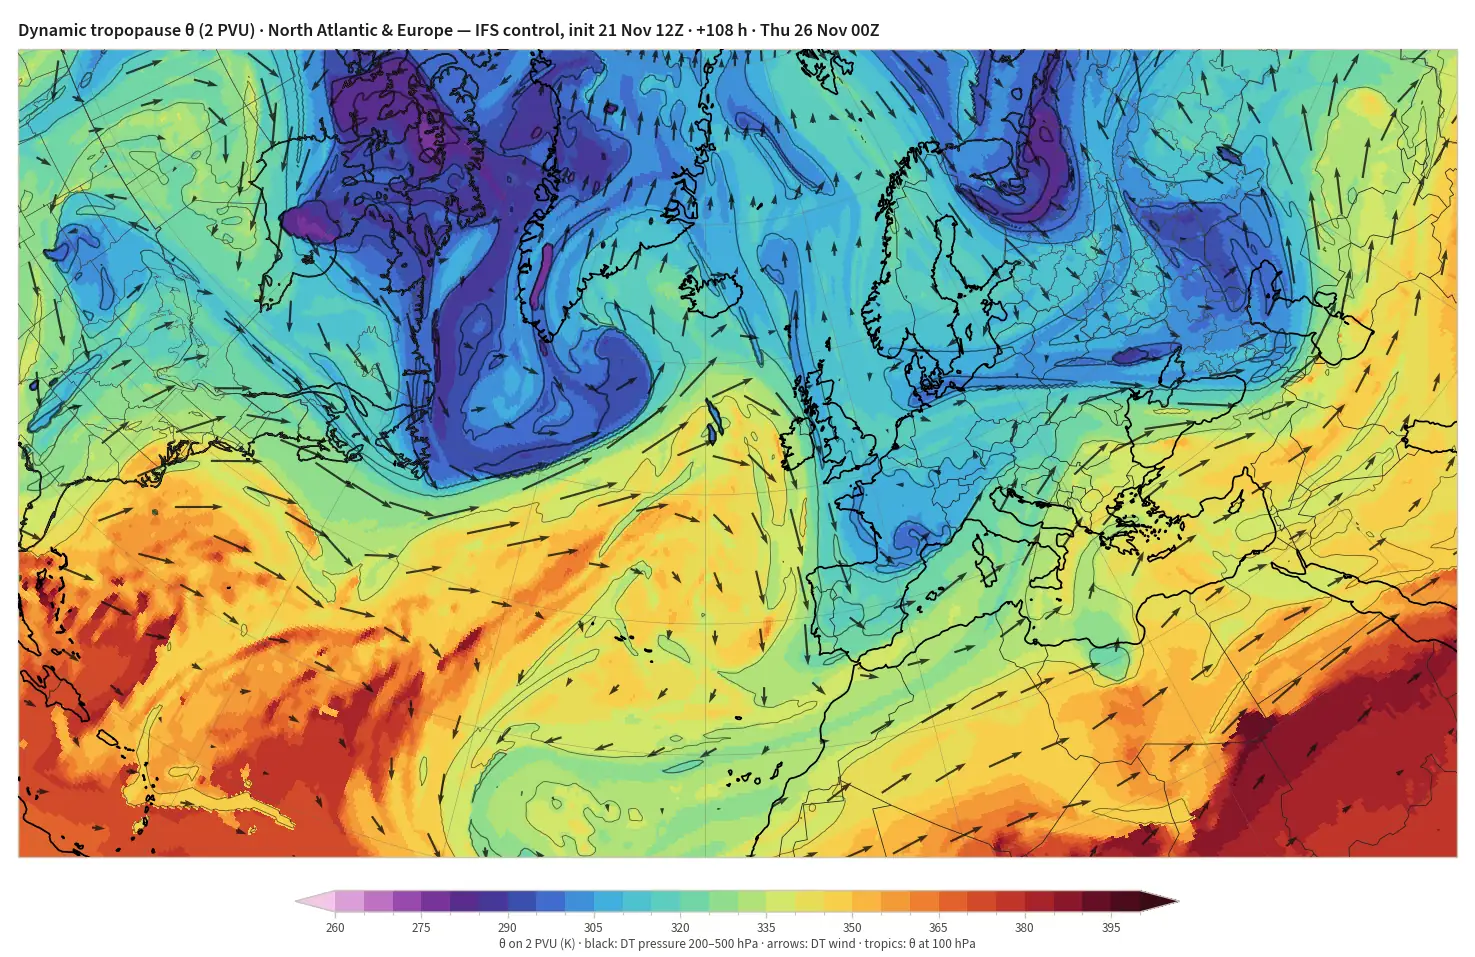 Dynamic tropopause θ (2 PVU) · North Atlantic & Europe — IFS control, init 21 Nov 12Z · +108 h · Thu 26 Nov 00Z
260 275 290 305 320 335 350 365 380 395
θ on 2 PVU (K) · black: DT pressure 200–500 hPa · arrows: DT wind · tropics: θ at 100 hPa